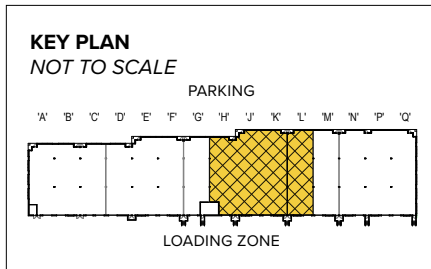 KEY PLAN
NOT TO SCALE
PARKING
'A' 'B' 'C' 'D' 'E' 'F' 'G' 'H' 'J' 'K' 'L' 'M' 'N' 'P' 'Q'
LOADING ZONE